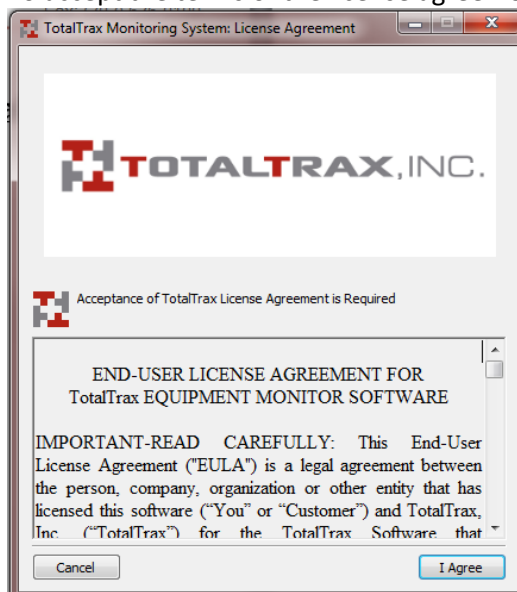 TotalTrax Monitoring System: License Agreement
TOTALTRAX, INC.
Acceptance of TotalTrax License Agreement is Required
END-USER LICENSE AGREEMENT FOR
TotalTrax EQUIPMENT MONITOR SOFTWARE
IMPORTANT-READ CAREFULLY: This End-User
License Agreement ("EULA") is a legal agreement between
the person, company, organization or other entity that has
licensed this software (“You” or “Customer”) and TotalTrax,
Inc. (“TotalTrax”) for the TotalTrax Software that
Cancel
I Agree